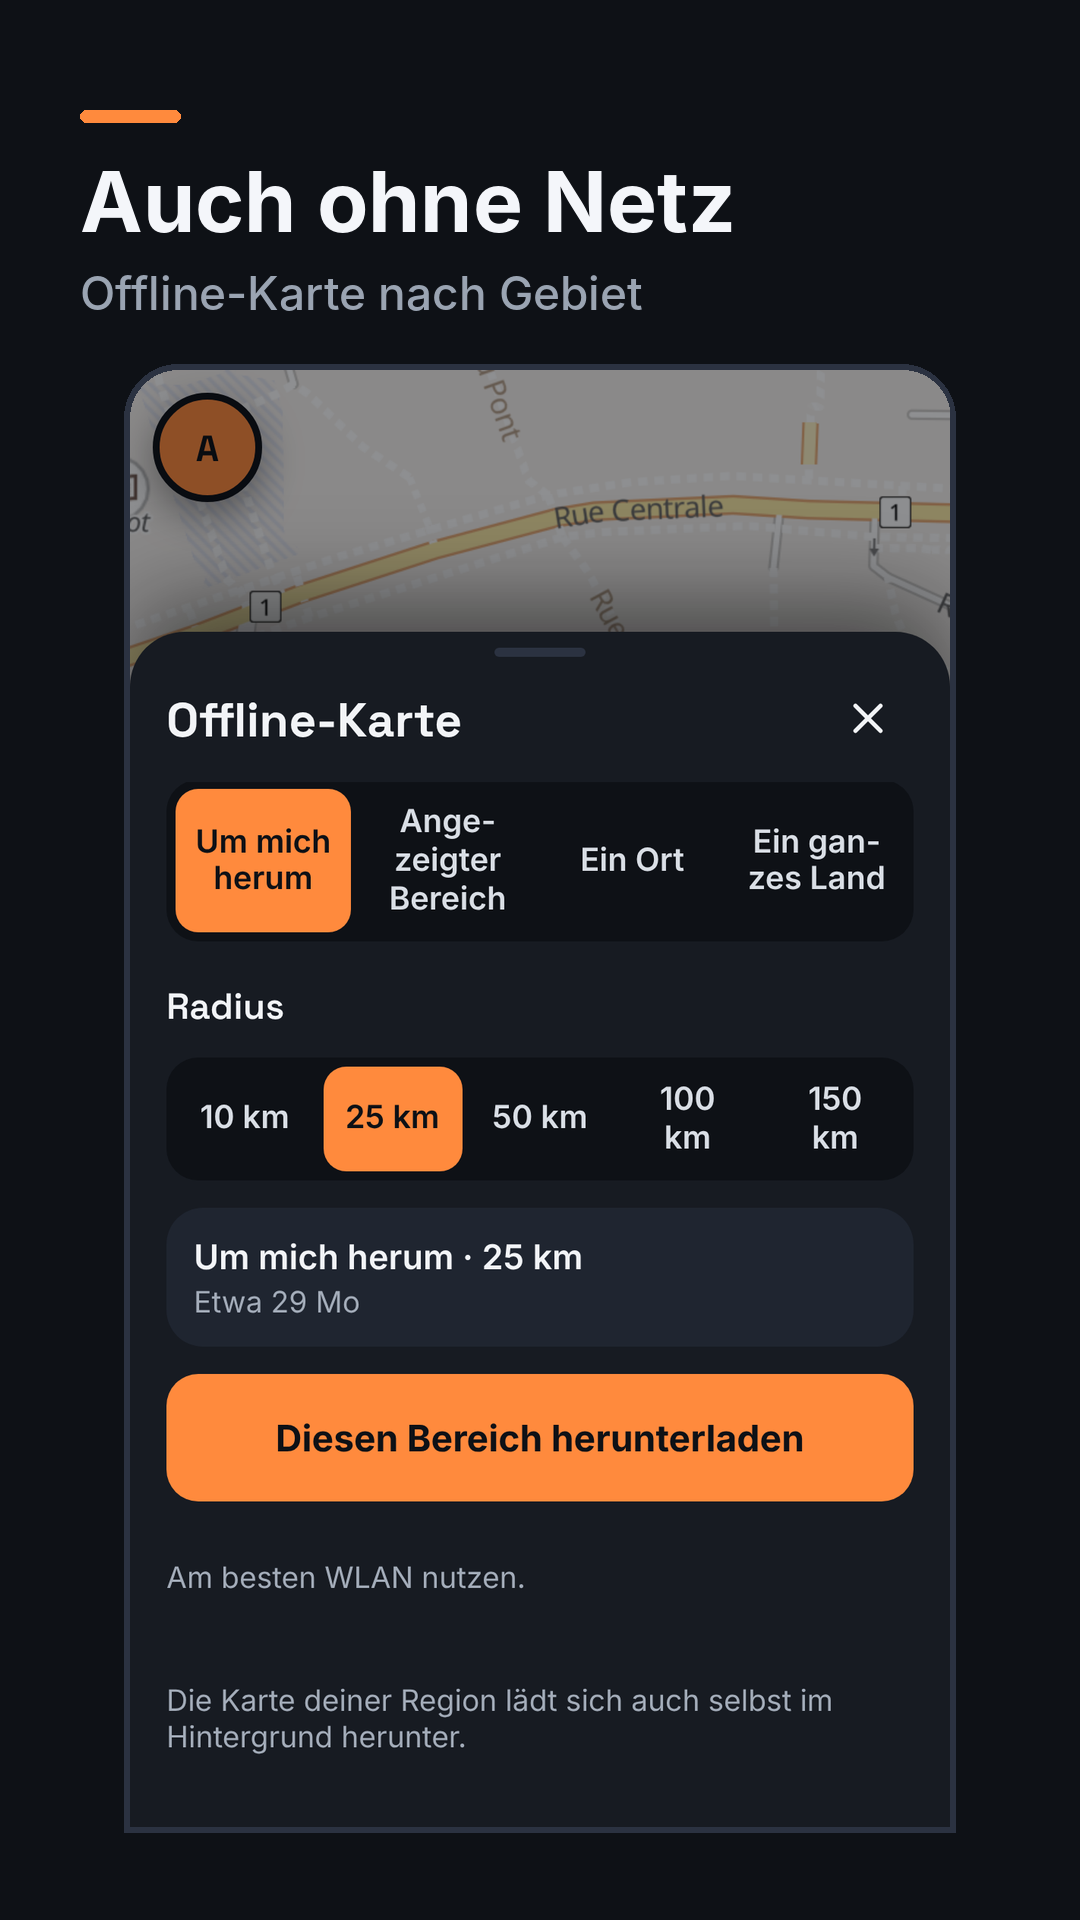 Auch ohne Netz
Offline-Karte nach Gebiet
A
Pont
ot
Rue Centrale
1
1
Rue
R
Offline-Karte
Um mich
herum
Ange-
zeigter
Bereich
Ein Ort
Ein gan-
zes Land
Radius
10 km
25 km
50 km
100
km
150
km
Um mich herum · 25 km
Etwa 29 Mo
Diesen Bereich herunterladen
Am besten WLAN nutzen.
Die Karte deiner Region lädt sich auch selbst im
Hintergrund herunter.